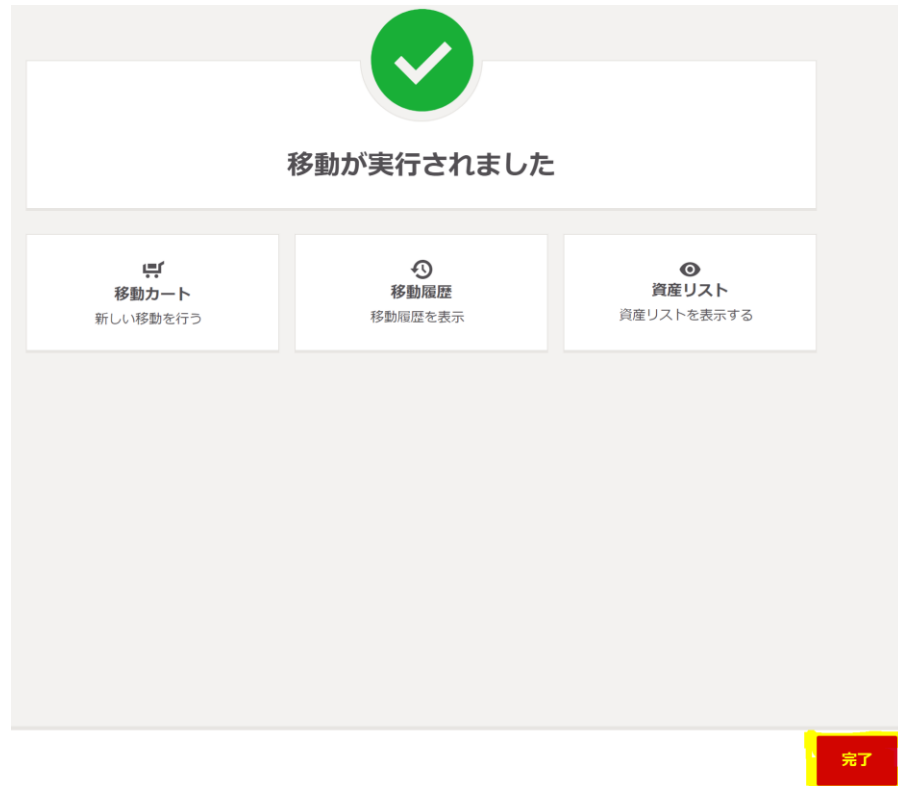 移動が実行されました
移動カート
新しい移動を行う
移動履歴
移動履歴を表示
資産リスト
資産リストを表示する
完了